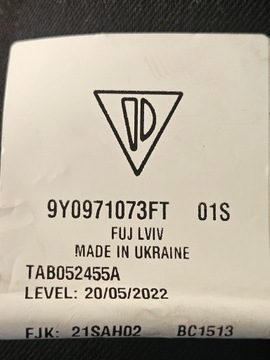 9Y0971073FT 01S
FUJ LVIV
MADE IN UKRAINE
TAB052455A
LEVEL: 20/05/2022
FJK: 21SAH02 BC1513